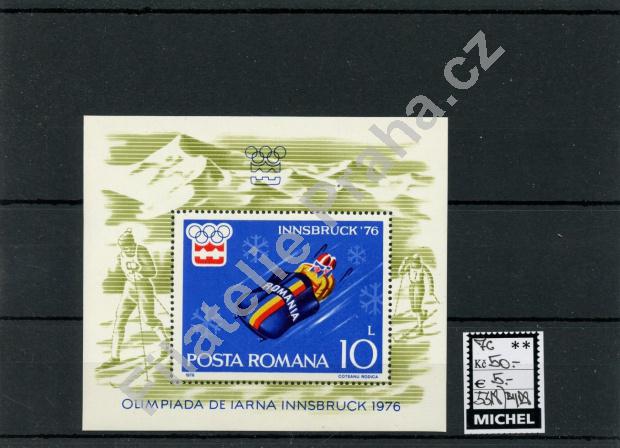 INNSBRUCK '76
ROMANIA
L
POSTA ROMANA 10
1976 COTEANU RODICA
OLIMPIADA DE IARNA INNSBRUCK 1976
Filatelie Praha.cz
76 **
Kč 50.-
€ 5.-
MICHEL